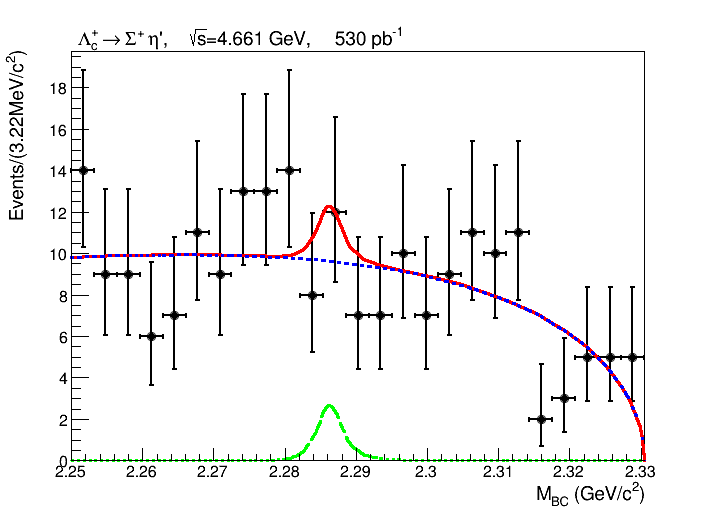 Λc+ → Σ+ η', √s=4.661 GeV, 530 pb-1
Events/(3.22MeV/c2)
18
16
14
12
10
8
6
4
2
0
2.25 2.26 2.27 2.28 2.29 2.3 2.31 2.32 2.33
MBC (GeV/c2)